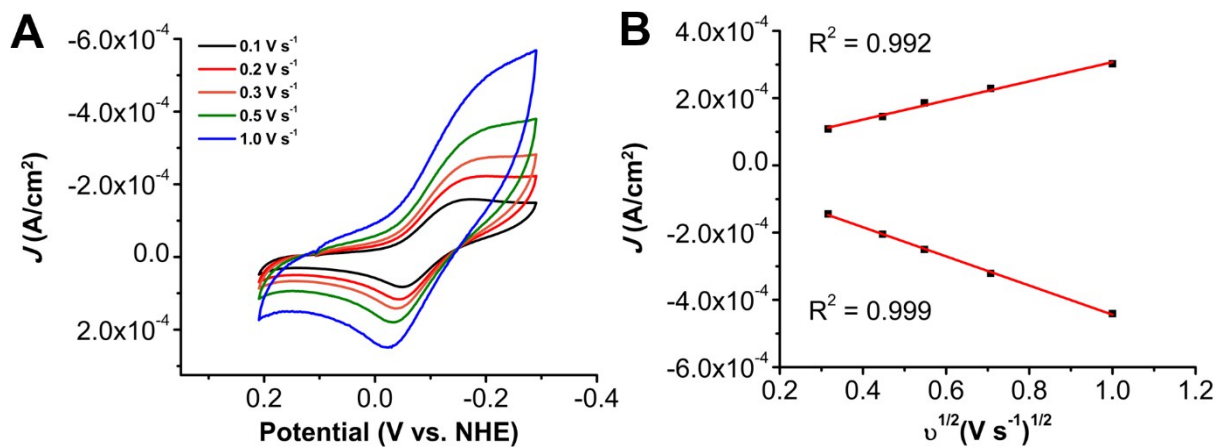 A
-6.0x10⁻⁴
-4.0x10⁻⁴
-2.0x10⁻⁴
0.0
2.0x10⁻⁴
J (A/cm²)
0.1 V s⁻¹
0.2 V s⁻¹
0.3 V s⁻¹
0.5 V s⁻¹
1.0 V s⁻¹
0.2 0.0 -0.2 -0.4
Potential (V vs. NHE)
B
4.0x10⁻⁴
2.0x10⁻⁴
0.0
-2.0x10⁻⁴
-4.0x10⁻⁴
-6.0x10⁻⁴
J (A/cm²)
R² = 0.992
R² = 0.999
0.2 0.4 0.6 0.8 1.0 1.2
υ¹/²(V s⁻¹)¹/²